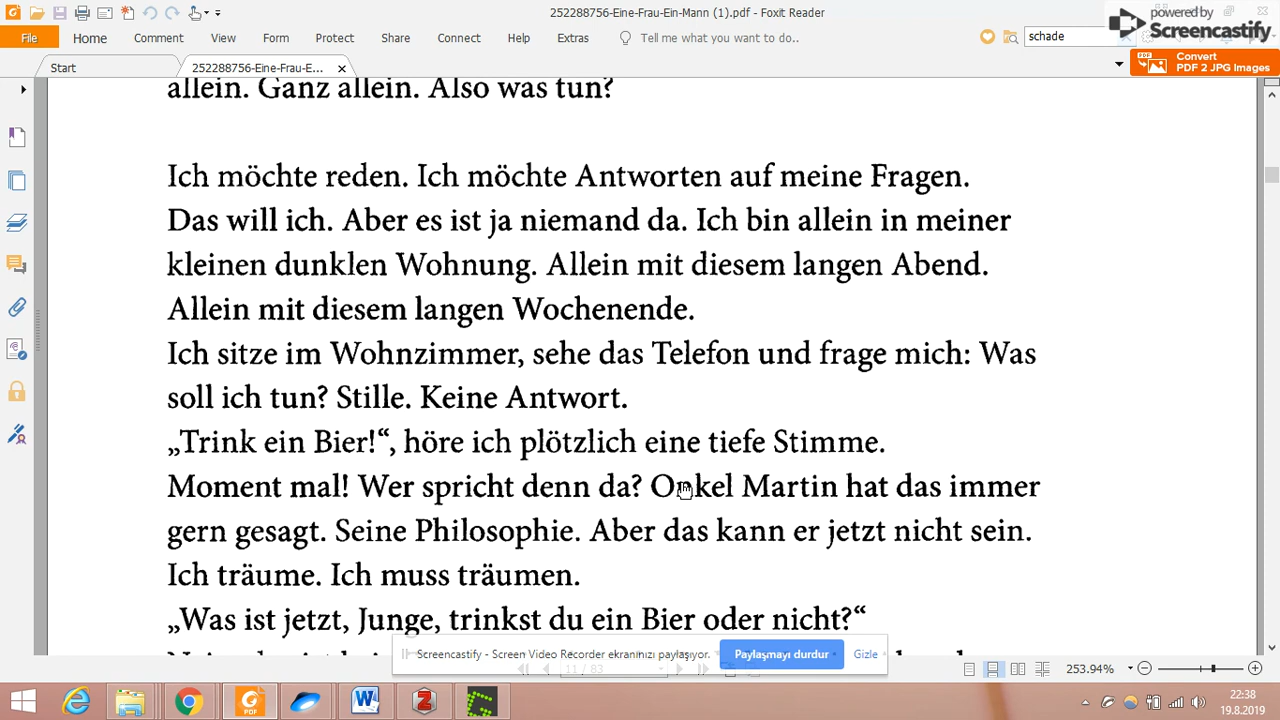 252288756-Eine-Frau-Ein-Mann (1).pdf - Foxit Reader
powered by
Screencastify
File Home Comment View Form Protect Share Connect Help Extras Tell me what you want to do.. schade
Start 252288756-Eine-Frau-E...
Convert
PDF 2 JPG Images
allein. Ganz allein. Also was tun?
Ich möchte reden. Ich möchte Antworten auf meine Fragen.
Das will ich. Aber es ist ja niemand da. Ich bin allein in meiner
kleinen dunklen Wohnung. Allein mit diesem langen Abend.
Allein mit diesem langen Wochenende.
Ich sitze im Wohnzimmer, sehe das Telefon und frage mich: Was
soll ich tun? Stille. Keine Antwort.
„Trink ein Bier!“, höre ich plötzlich eine tiefe Stimme.
Moment mal! Wer spricht denn da? Onkel Martin hat das immer
gern gesagt. Seine Philosophie. Aber das kann er jetzt nicht sein.
Ich träume. Ich muss träumen.
„Was ist jetzt, Junge, trinkst du ein Bier oder nicht?“
Screencastify - Screen Video Recorder ekranınızı paylaşıyor. Paylaşmayı durdur Gizle
11 / 83 253.94%
22:38
19.8.2019